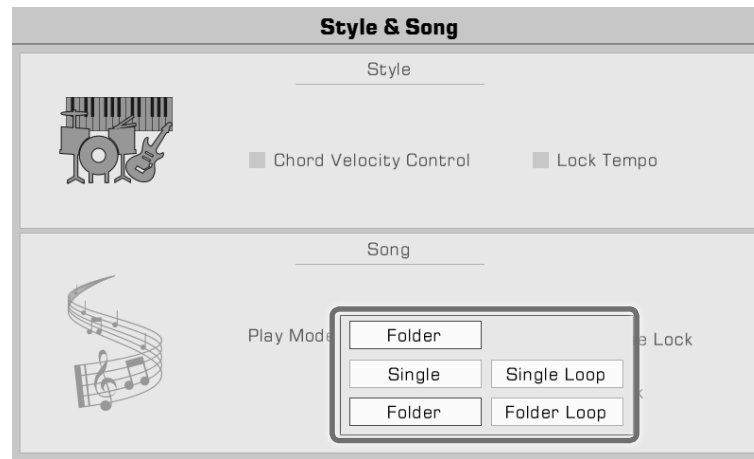 Style & Song
Style
Chord Velocity Control Lock Tempo
Song
Play Mode Folder Lock
Single Single Loop
Folder Folder Loop